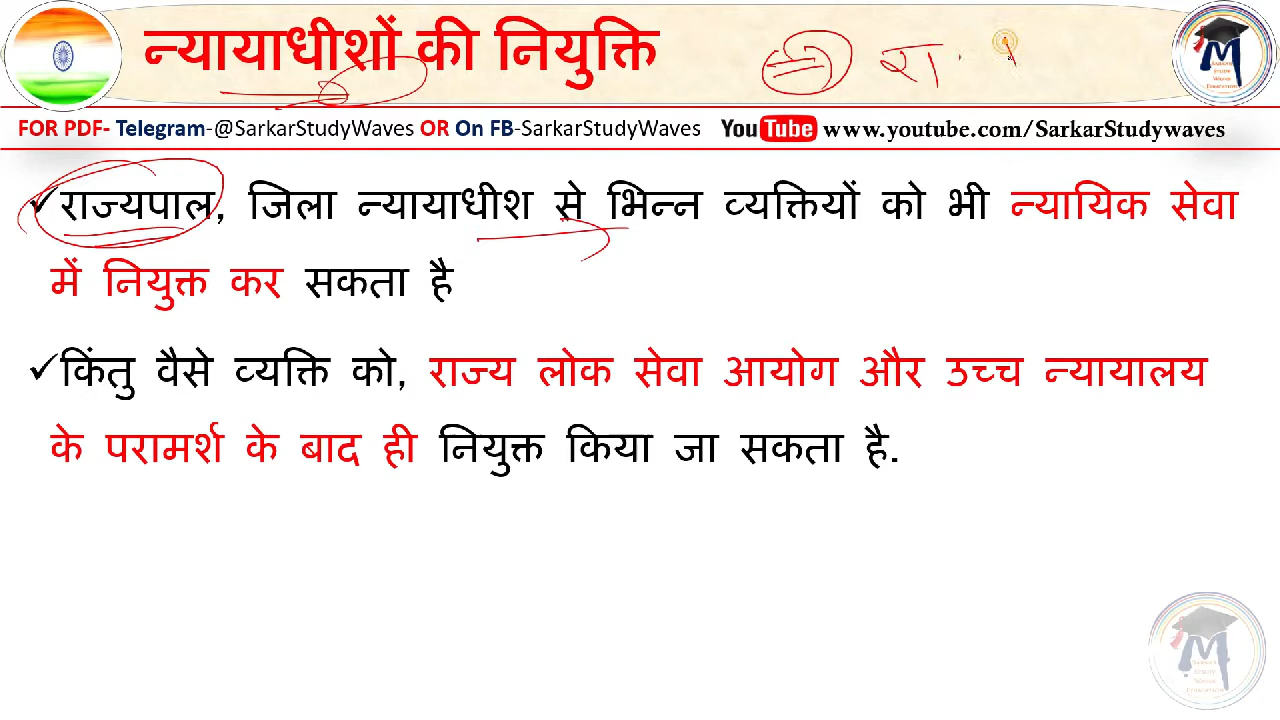 न्यायाधीशों की नियुक्ति
FOR PDF- Telegram-@SarkarStudyWaves OR On FB-SarkarStudyWaves YouTube www.youtube.com/SarkarStudywaves
✓राज्यपाल, जिला न्यायाधीश से भिन्न व्यक्तियों को भी न्यायिक सेवा
में नियुक्त कर सकता है
✓किंतु वैसे व्यक्ति को, राज्य लोक सेवा आयोग और उच्च न्यायालय
के परामर्श के बाद ही नियुक्त किया जा सकता है.